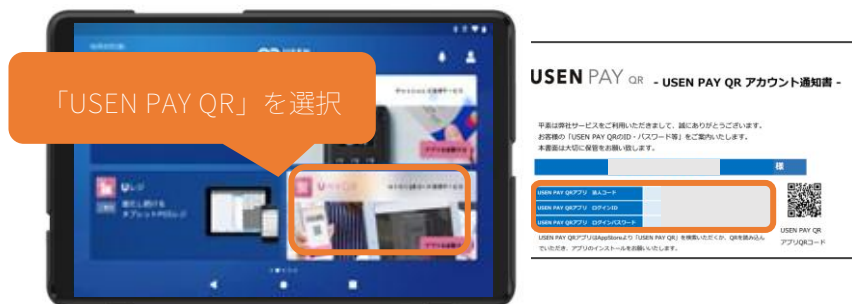 「USEN PAY QR」を選択
Uレジ
USEN PAY QR - USEN PAY QR アカウント通知書 -
平素は弊社サービスをご利用いただきまして、誠にありがとうございます。
お客様の「USEN PAY QRのID・パスワード等」をご案内いたします。
本書面は大切に保管をお願い致します。
様
USEN PAY QRアプリ 法人コード
USEN PAY QRアプリ ログインID
USEN PAY QRアプリ ログインパスワード
USEN PAY QRアプリはAppStoreより「USEN PAY QR」を検索いただくか、QRを読み込ん
でいただき、アプリのインストールをお願いいたします。
USEN PAY QR
アプリQRコード